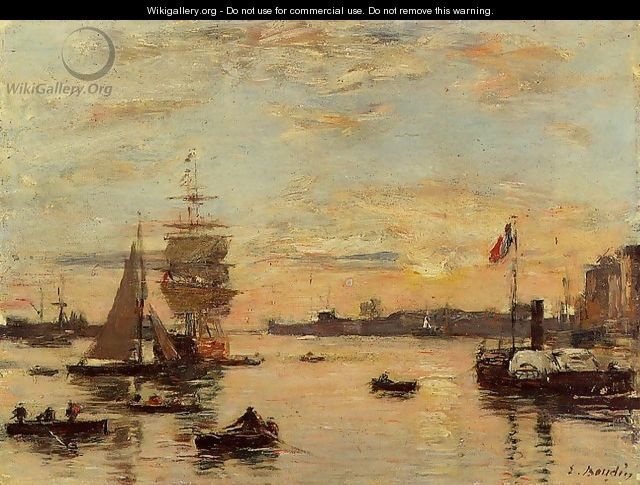 Wikigallery.org - Do not use for commercial use. Do not remove this warning.
WikiGallery.Org
E. Boudin